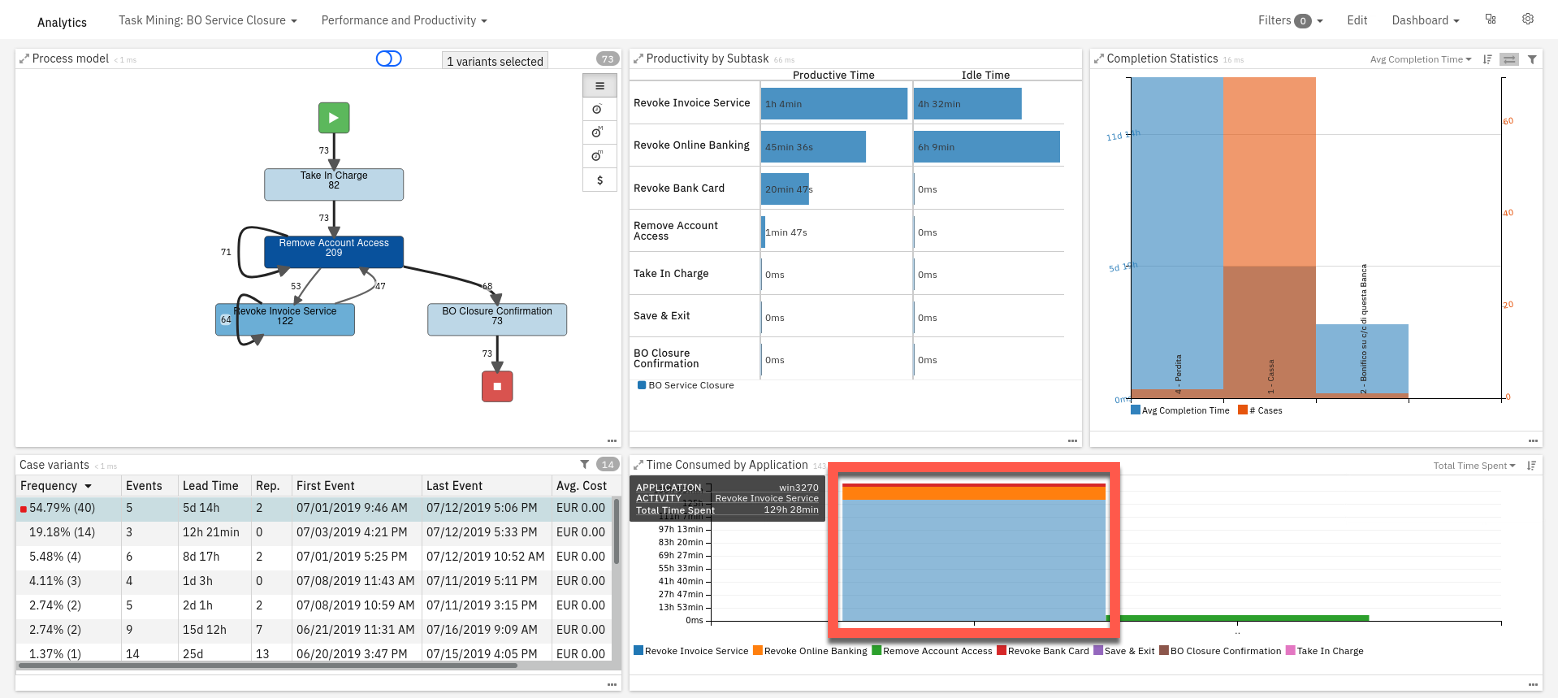 Analytics Task Mining: BO Service Closure Performance and Productivity Filters 0 Edit Dashboard
Process model < 1 ms 1 variants selected 73
73
Take In Charge
82
73
Remove Account Access
209
71
53
47
68
Revoke Invoice Service
122
64
BO Closure Confirmation
73
73
$
Productivity by Subtask 66 ms
Productive Time Idle Time
Revoke Invoice Service 1h 4min 4h 32min
Revoke Online Banking 45min 36s 6h 9min
Revoke Bank Card 20min 47s 0ms
Remove Account
Access 1min 47s 0ms
Take In Charge 0ms 0ms
Save & Exit 0ms 0ms
BO Closure
Confirmation 0ms 0ms
BO Service Closure
Completion Statistics 16 ms Avg Completion Time
60
40
20
0
0ms
4 - Perdita
1 - Cassa
2 - Bonifico su c/c di questa Banca
Avg Completion Time # Cases
Case variants < 1 ms 14
Frequency Events Lead Time Rep. First Event Last Event Avg. Cost
54.79% (40) 5 5d 14h 2 07/01/2019 9:46 AM 07/12/2019 5:06 PM EUR 0.00
19.18% (14) 3 12h 21min 0 07/03/2019 4:21 PM 07/12/2019 5:33 PM EUR 0.00
5.48% (4) 6 8d 17h 2 07/01/2019 5:25 PM 07/12/2019 10:52 AM EUR 0.00
4.11% (3) 4 1d 3h 0 07/08/2019 11:43 AM 07/11/2019 5:11 PM EUR 0.00
2.74% (2) 5 2d 1h 2 07/08/2019 10:59 AM 07/11/2019 3:15 PM EUR 0.00
2.74% (2) 9 15d 12h 7 06/21/2019 11:31 AM 07/16/2019 9:09 AM EUR 0.00
1.37% (1) 14 25d 13 06/20/2019 3:47 PM 07/15/2019 4:05 PM EUR 0.00
Time Consumed by Application Total Time Spent
APPLICATION win3270
ACTIVITY Revoke Invoice Service
Total Time Spent 129h 28min
97h 13min
83h 20min
69h 27min
55h 33min
41h 40min
27h 47min
13h 53min
0ms
Revoke Invoice Service Revoke Online Banking Remove Account Access Revoke Bank Card Save & Exit BO Closure Confirmation Take In Charge